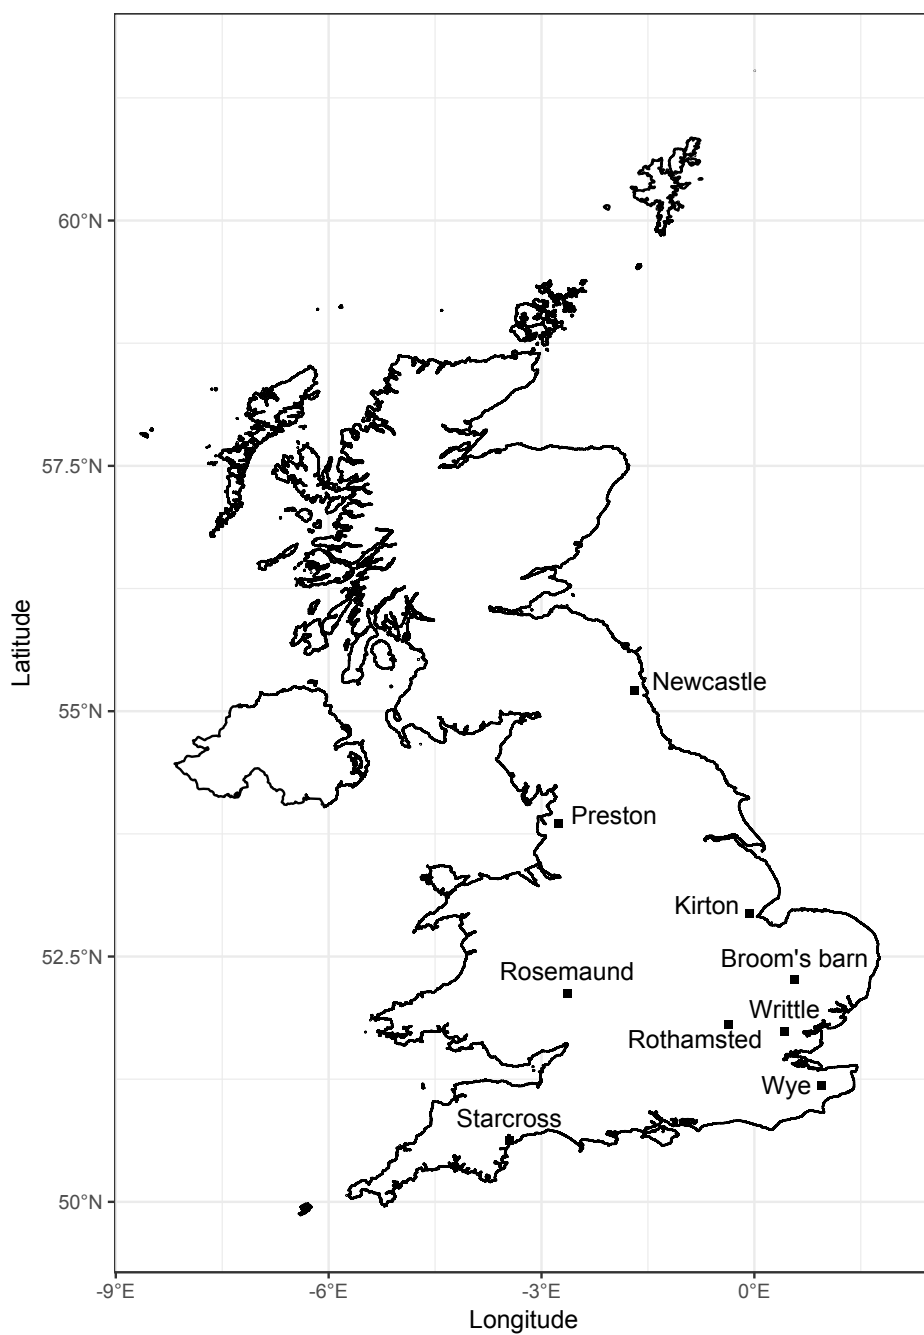 60°N
57.5°N
Latitude
Newcastle
55°N
Preston
Kirton
52.5°N
Broom's barn
Rosemaund
Writtle
Rothamsted
Wye
Starcross
50°N
-9°E
-6°E
-3°E
0°E
Longitude